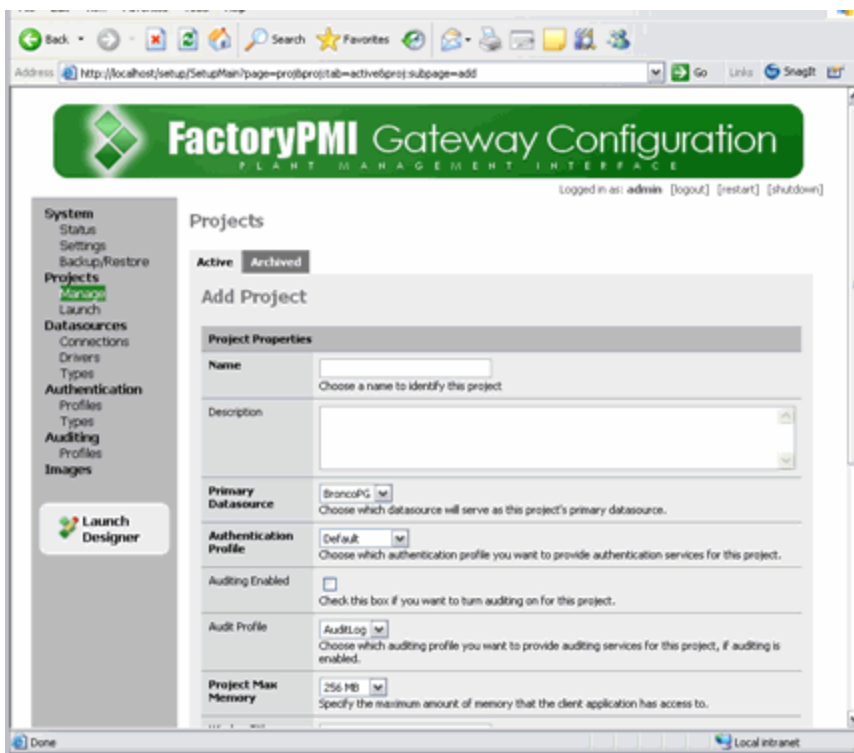 Back
Search
Favorites
Address http://localhost/setup/SetupMain?page=proj&proj:tab=active&proj:subpage=add
Go
Links
SnagIt
FactoryPMI Gateway Configuration
PLANT MANAGEMENT INTERFACE
Logged in as: admin [logout] [restart] [shutdown]
System
Status
Settings
Backup/Restore
Projects
Manage
Launch
Datasources
Connections
Drivers
Types
Authentication
Profiles
Types
Auditing
Profiles
Images
Launch
Designer
Projects
Active
Archived
Add Project
Project Properties
Name
Choose a name to identify this project
Description
Primary
Datasource
BroncoPG
Choose which datasource will serve as this project's primary datasource.
Authentication
Profile
Default
Choose which authentication profile you want to provide authentication services for this project.
Auditing Enabled
Check this box if you want to turn auditing on for this project.
Audit Profile
AuditLog
Choose which auditing profile you want to provide auditing services for this project, if auditing is
enabled.
Project Max
Memory
256 MB
Specify the maximum amount of memory that the client application has access to.
Done
Local intranet